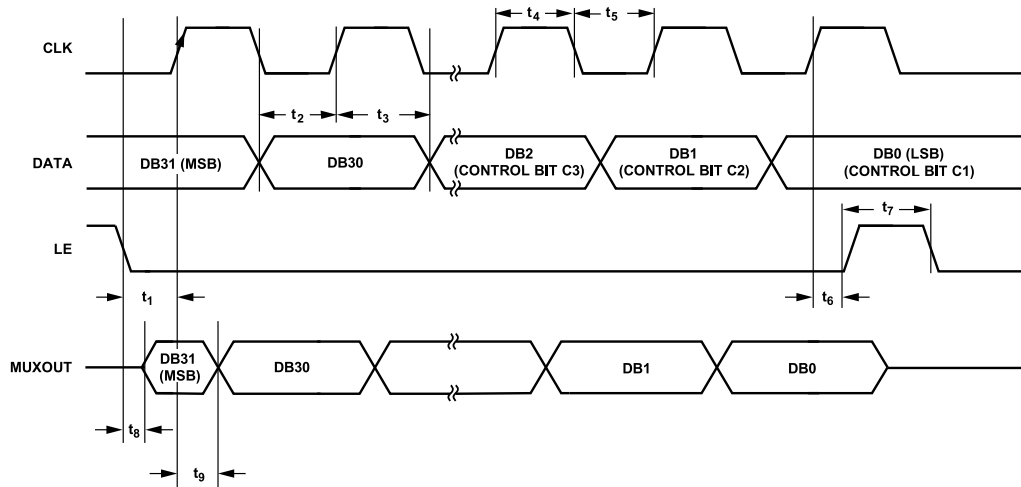 CLK
t4
t5
t2
t3
DATA
DB31 (MSB)
DB30
DB2
(CONTROL BIT C3)
DB1
(CONTROL BIT C2)
DB0 (LSB)
(CONTROL BIT C1)
LE
t7
t1
t6
MUXOUT
DB31
(MSB)
DB30
DB1
DB0
t8
t9